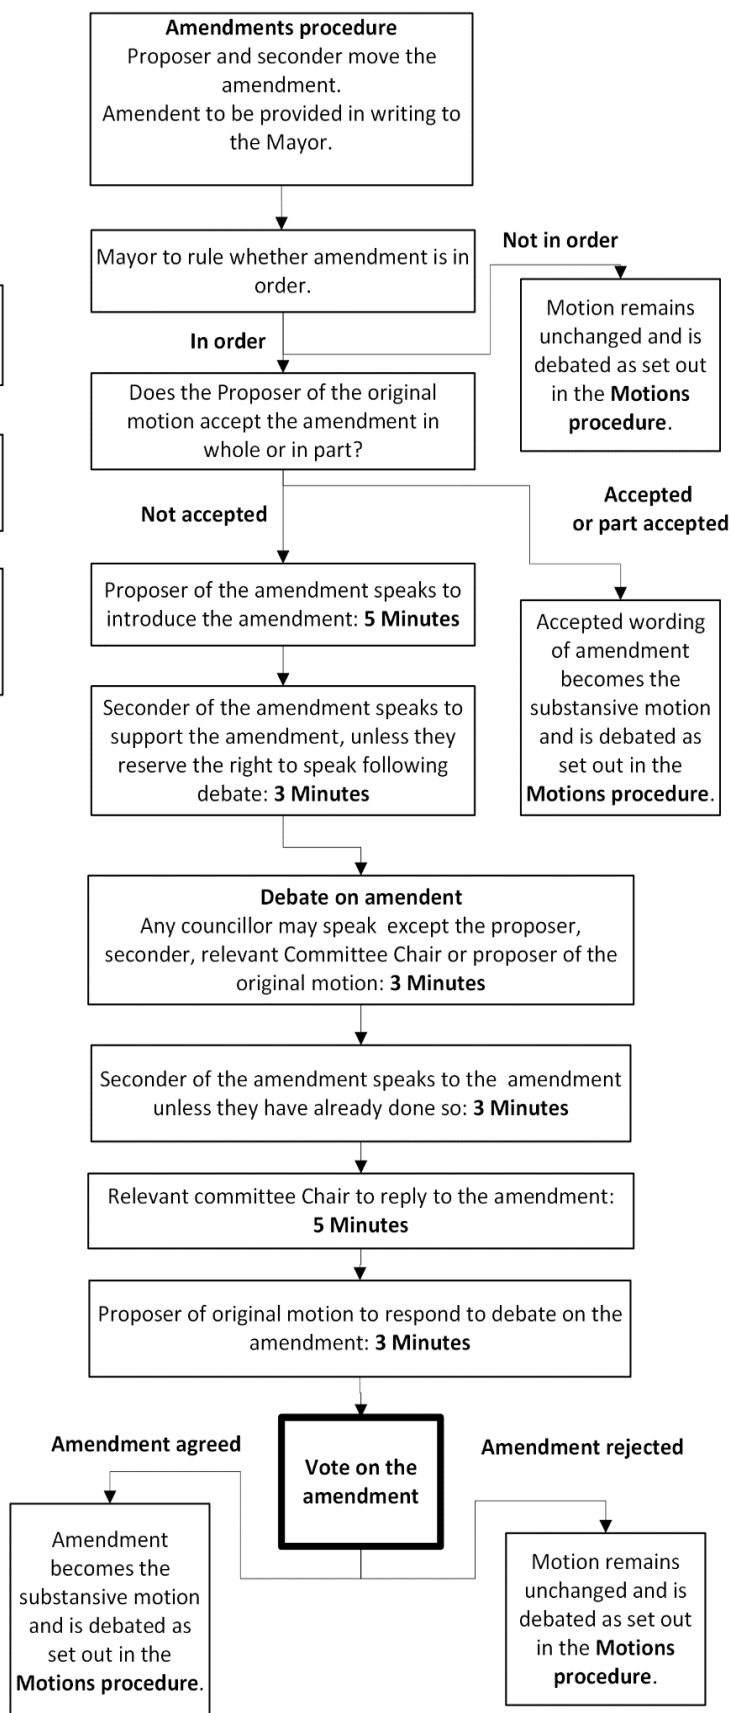 Amendments procedure
Proposer and seconder move the
amendment.
Amendent to be provided in writing to
the Mayor.
Mayor to rule whether amendment is in
order.
Not in order
Motion remains
unchanged and is
debated as set out
in the Motions
procedure.
In order
Does the Proposer of the original
motion accept the amendment in
whole or in part?
Not accepted
Accepted
or part accepted
Proposer of the amendment speaks to
introduce the amendment: 5 Minutes
Accepted wording
of amendment
becomes the
substansive motion
and is debated as
set out in the
Motions procedure.
Seconder of the amendment speaks to
support the amendment, unless they
reserve the right to speak following
debate: 3 Minutes
Debate on amendent
Any councillor may speak  except the proposer,
seconder, relevant Committee Chair or proposer of the
original motion: 3 Minutes
Seconder of the amendment speaks to the  amendment
unless they have already done so: 3 Minutes
Relevant committee Chair to reply to the amendment:
5 Minutes
Proposer of original motion to respond to debate on the
amendment: 3 Minutes
Vote on the
amendment
Amendment agreed
Amendment
becomes the
substansive motion
and is debated as
set out in the
Motions procedure.
Amendment rejected
Motion remains
unchanged and is
debated as set out
in the Motions
procedure.